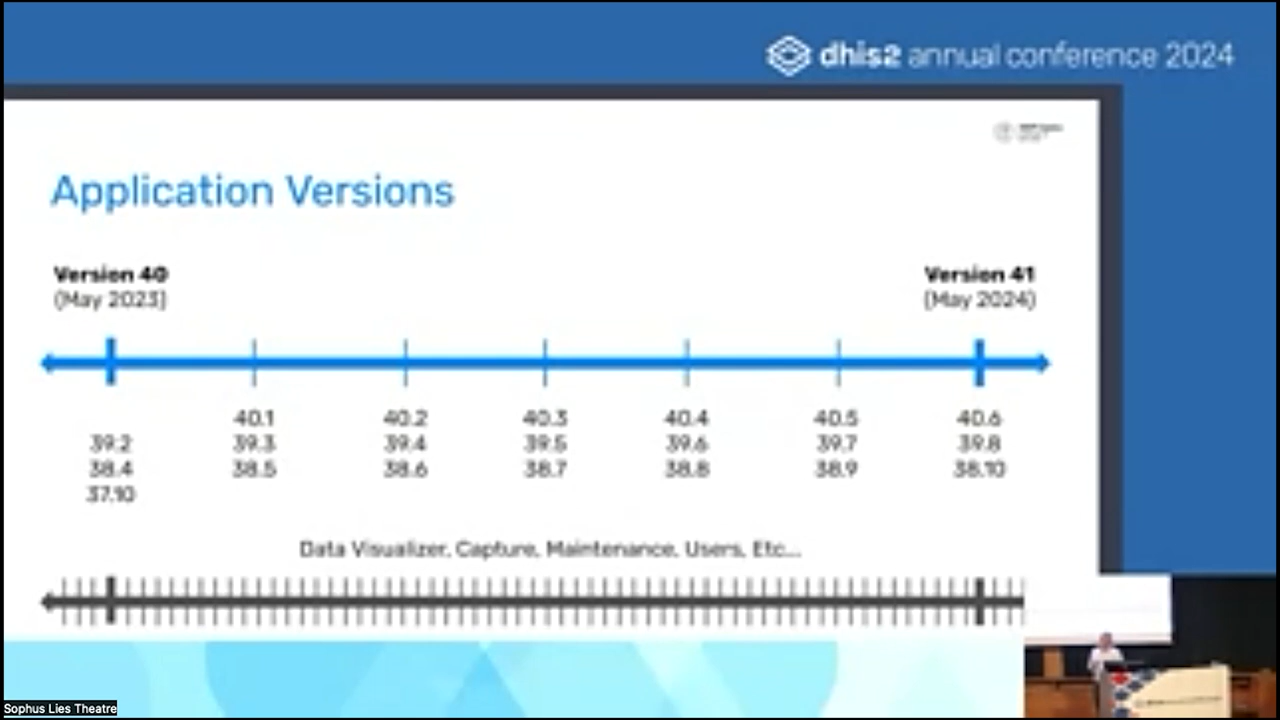 dhis2 annual conference 2024
Application Versions
Version 40
(May 2023)
Version 41
(May 2024)
40.1 40.2 40.3 40.4 40.5 40.6
39.2 39.3 39.4 39.5 39.6 39.7 39.8
38.4 38.5 38.6 38.7 38.8 38.9 38.10
37.10
Data Visualizer, Capture, Maintenance, Users, Etc...
Sophus Lies Theatre